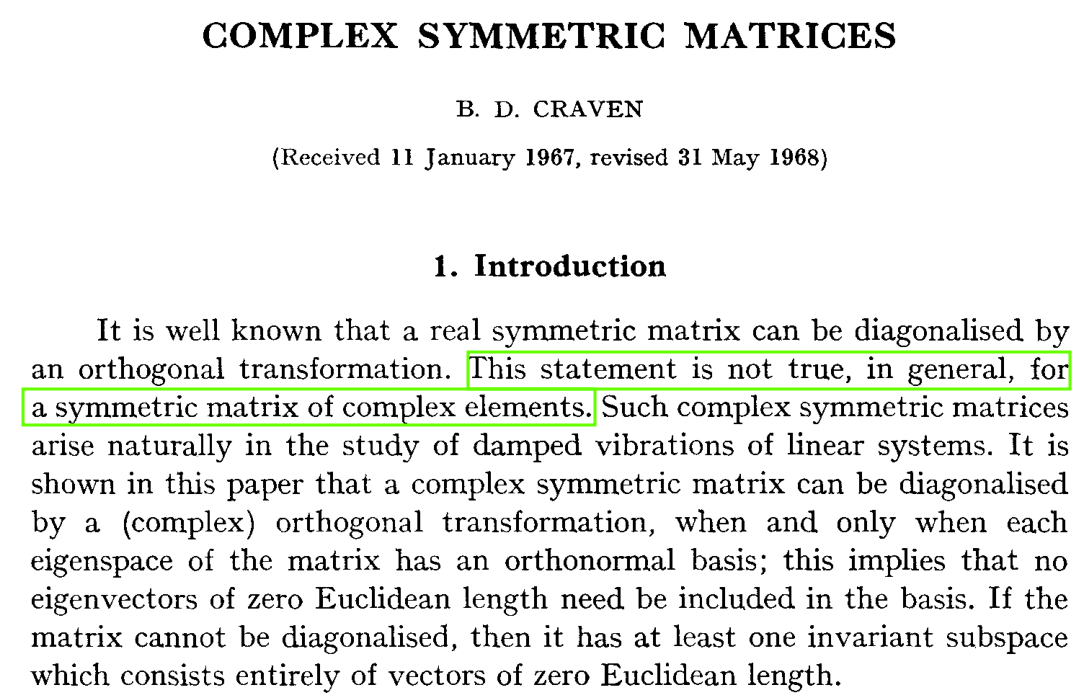 COMPLEX SYMMETRIC MATRICES
B. D. CRAVEN
(Received 11 January 1967, revised 31 May 1968)
1. Introduction
It is well known that a real symmetric matrix can be diagonalised by
an orthogonal transformation. This statement is not true, in general, for
a symmetric matrix of complex elements. Such complex symmetric matrices
arise naturally in the study of damped vibrations of linear systems. It is
shown in this paper that a complex symmetric matrix can be diagonalised
by a (complex) orthogonal transformation, when and only when each
eigenspace of the matrix has an orthonormal basis; this implies that no
eigenvectors of zero Euclidean length need be included in the basis. If the
matrix cannot be diagonalised, then it has at least one invariant subspace
which consists entirely of vectors of zero Euclidean length.